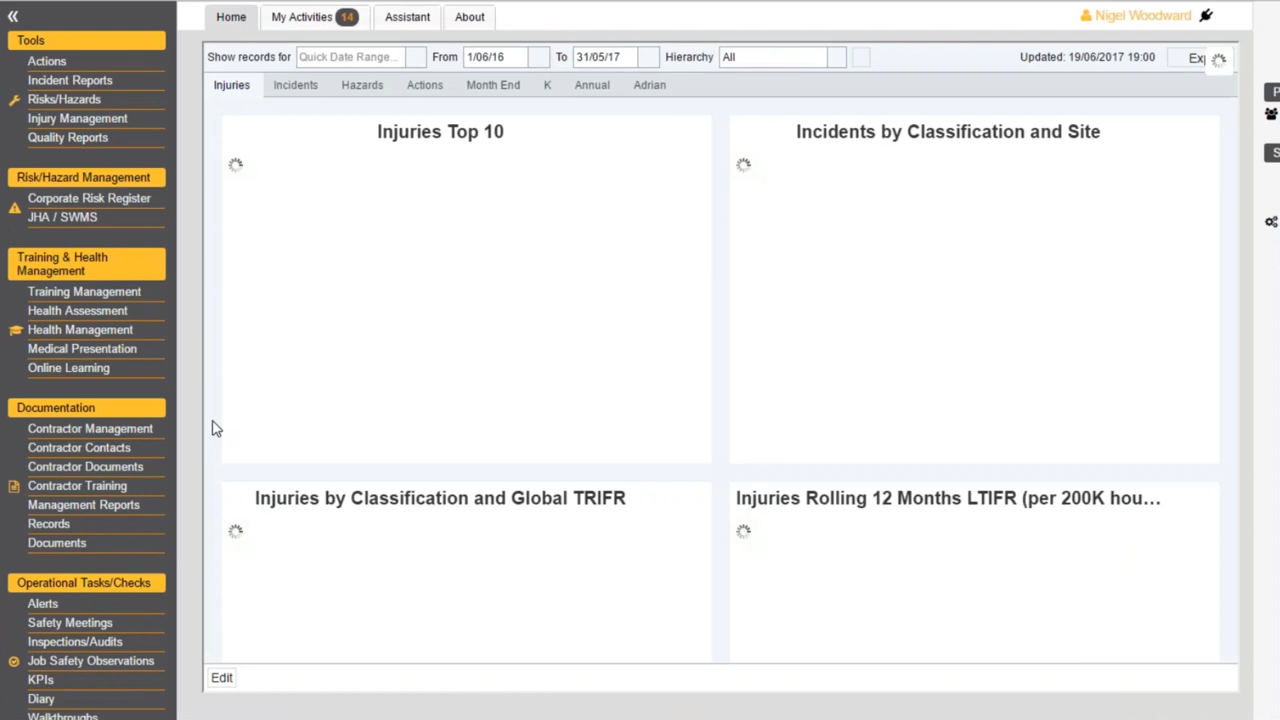 Tools
Actions
Incident Reports
Risks/Hazards
Injury Management
Quality Reports
Risk/Hazard Management
Corporate Risk Register
JHA / SWMS
Training & Health
Management
Training Management
Health Assessment
Health Management
Medical Presentation
Online Learning
Documentation
Contractor Management
Contractor Contacts
Contractor Documents
Contractor Training
Management Reports
Records
Documents
Operational Tasks/Checks
Alerts
Safety Meetings
Inspections/Audits
Job Safety Observations
KPIs
Diary
Walkthroughs
Home My Activities 14 Assistant About
Nigel Woodward
Show records for Quick Date Range... From 1/06/16 To 31/05/17 Hierarchy All Updated: 19/06/2017 19:00
Injuries Incidents Hazards Actions Month End K Annual Adrian
Injuries Top 10
Incidents by Classification and Site
Injuries by Classification and Global TRIFR
Injuries Rolling 12 Months LTIFR (per 200K hou...
Edit